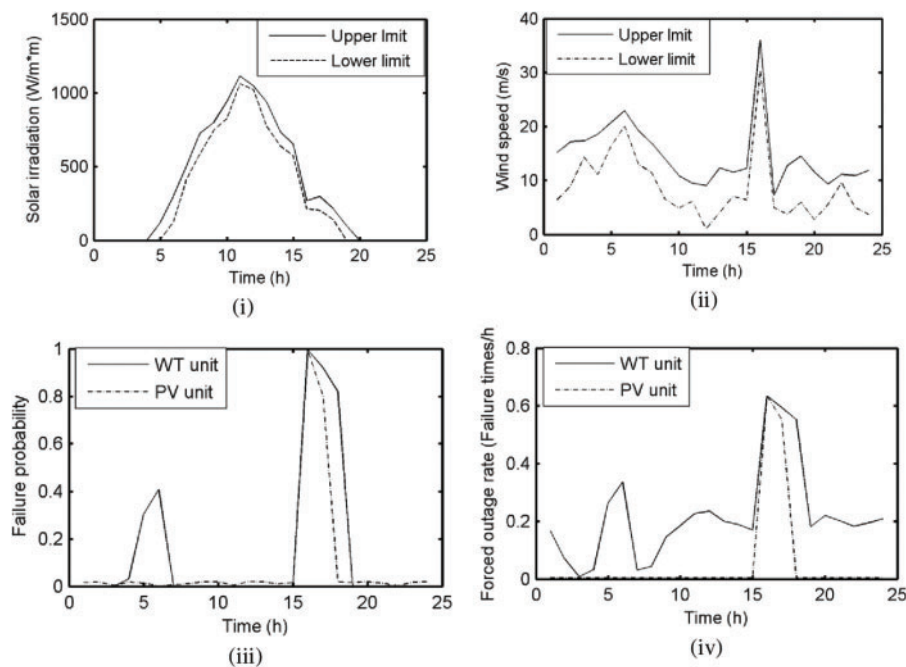 1500
1000
500
0
Solar irradiation (W/m*m)
Upper lmit
Lower limit
0 5 10 15 20 25
Time (h)
(i)
40
30
20
10
0
Wind speed (m/s)
Upper limit
Lower limit
0 5 10 15 20 25
Time (h)
(ii)
1
0.8
0.6
0.4
0.2
0
Failure probability
WT unit
PV unit
0 5 10 15 20 25
Time (h)
(iii)
0.8
0.6
0.4
0.2
0
Forced outage rate (Failure times/h
WT unit
PV unit
0 5 10 15 20 25
Time (h)
(iv)